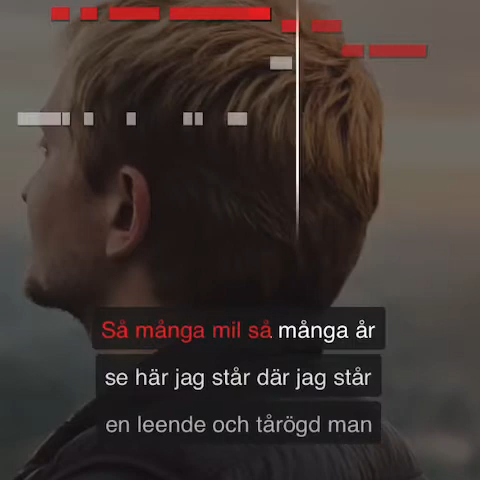 Så många mil så många år
se här jag står där jag står
en leende och tårögd man